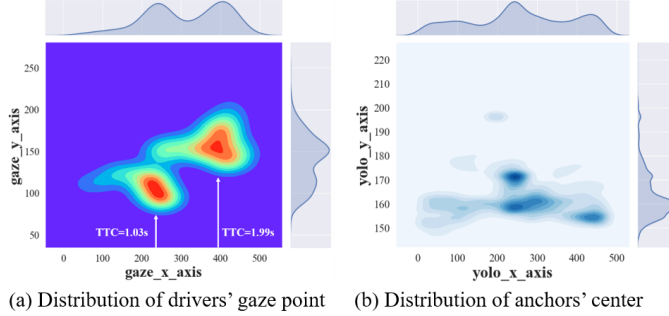 gaze_y_axis
250
200
150
100
50
TTC=1.03s
TTC=1.99s
0 100 200 300 400 500
gaze_x_axis
(a) Distribution of drivers' gaze point
yolo_y_axis
220
210
200
190
180
170
160
150
0 100 200 300 400 500
yolo_x_axis
(b) Distribution of anchors' center